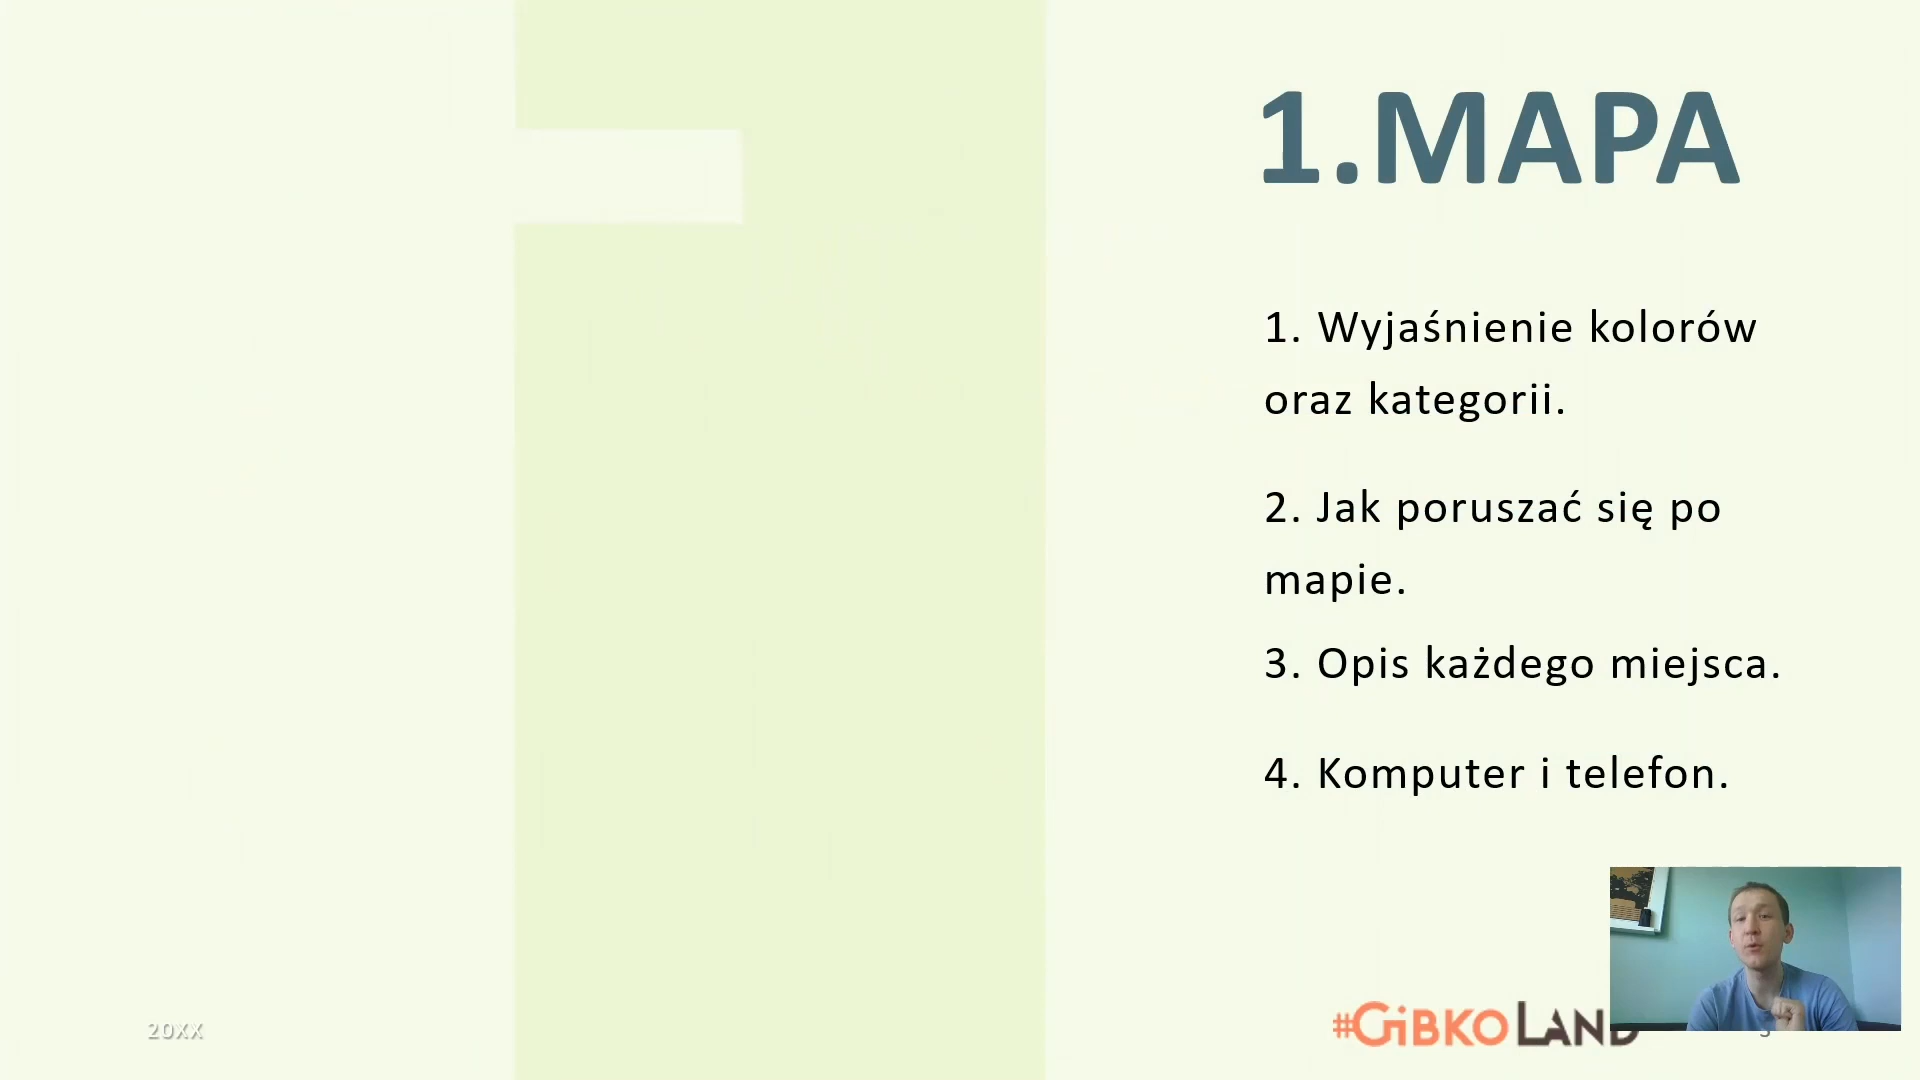 1.MAPA
1. Wyjaśnienie kolorów
oraz kategorii.
2. Jak poruszać się po
mapie.
3. Opis każdego miejsca.
4. Komputer i telefon.
20XX
#GiBKOLAND